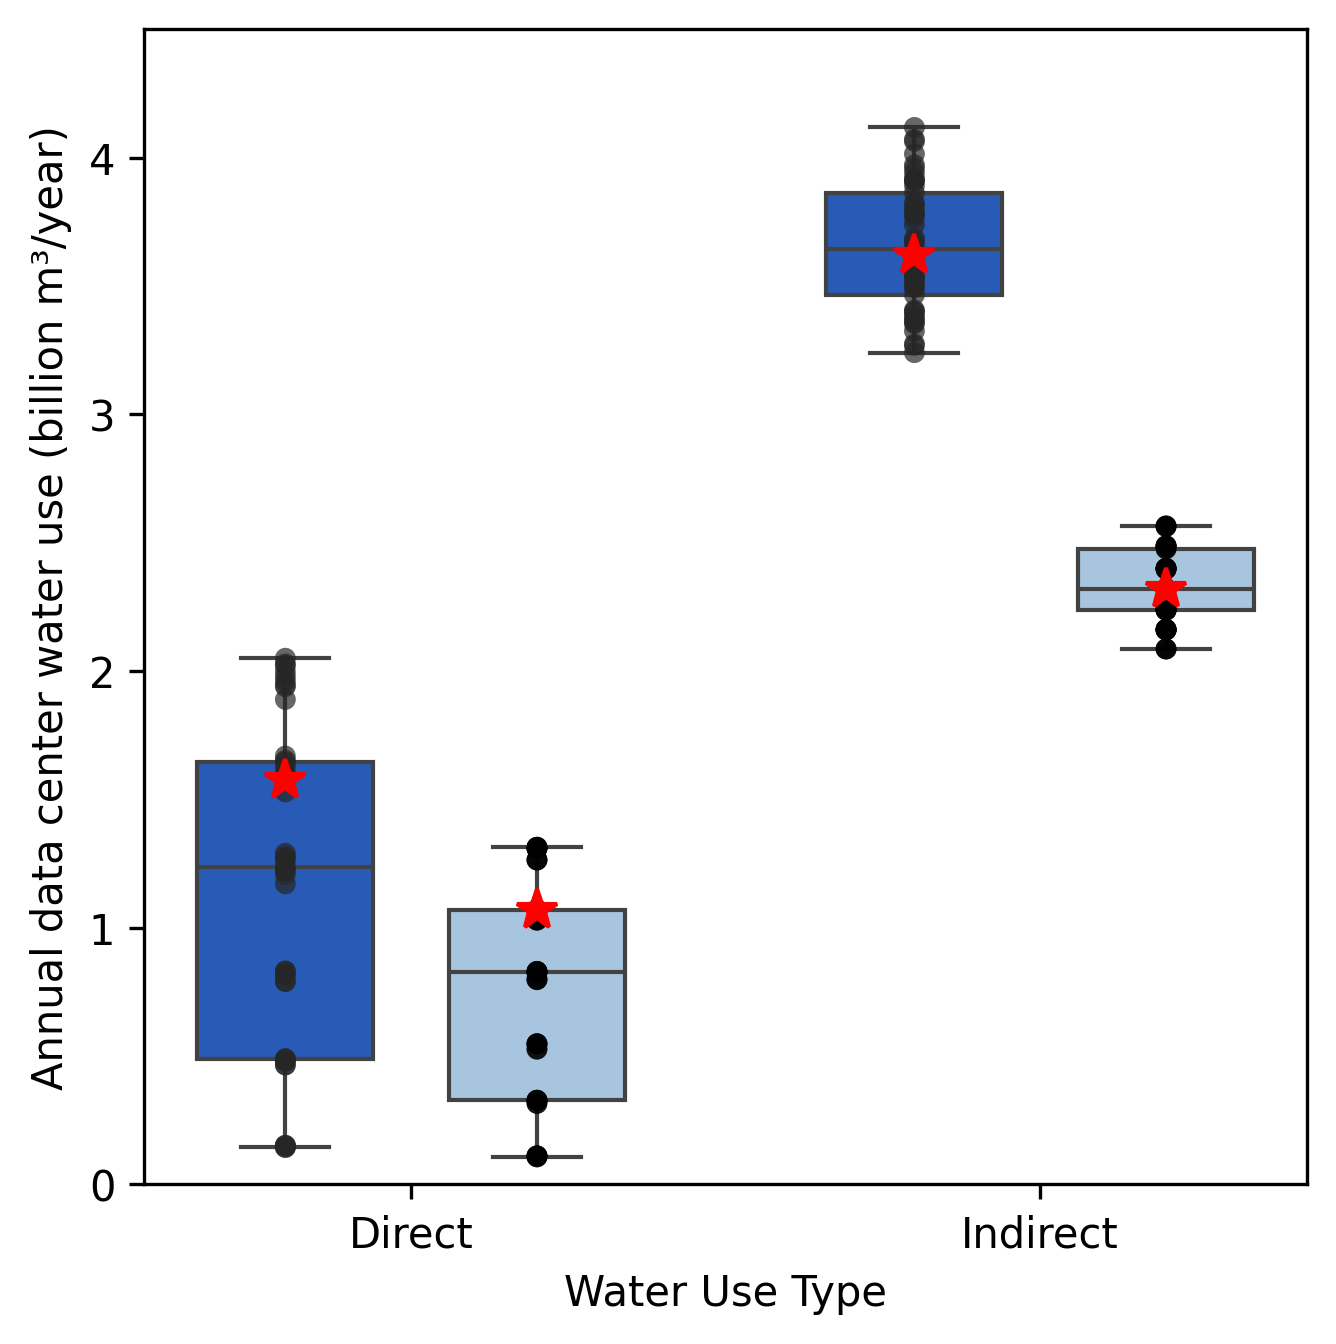 Annual data center water use (billion m³/year)
4
3
2
1
0
Direct
Indirect
Water Use Type